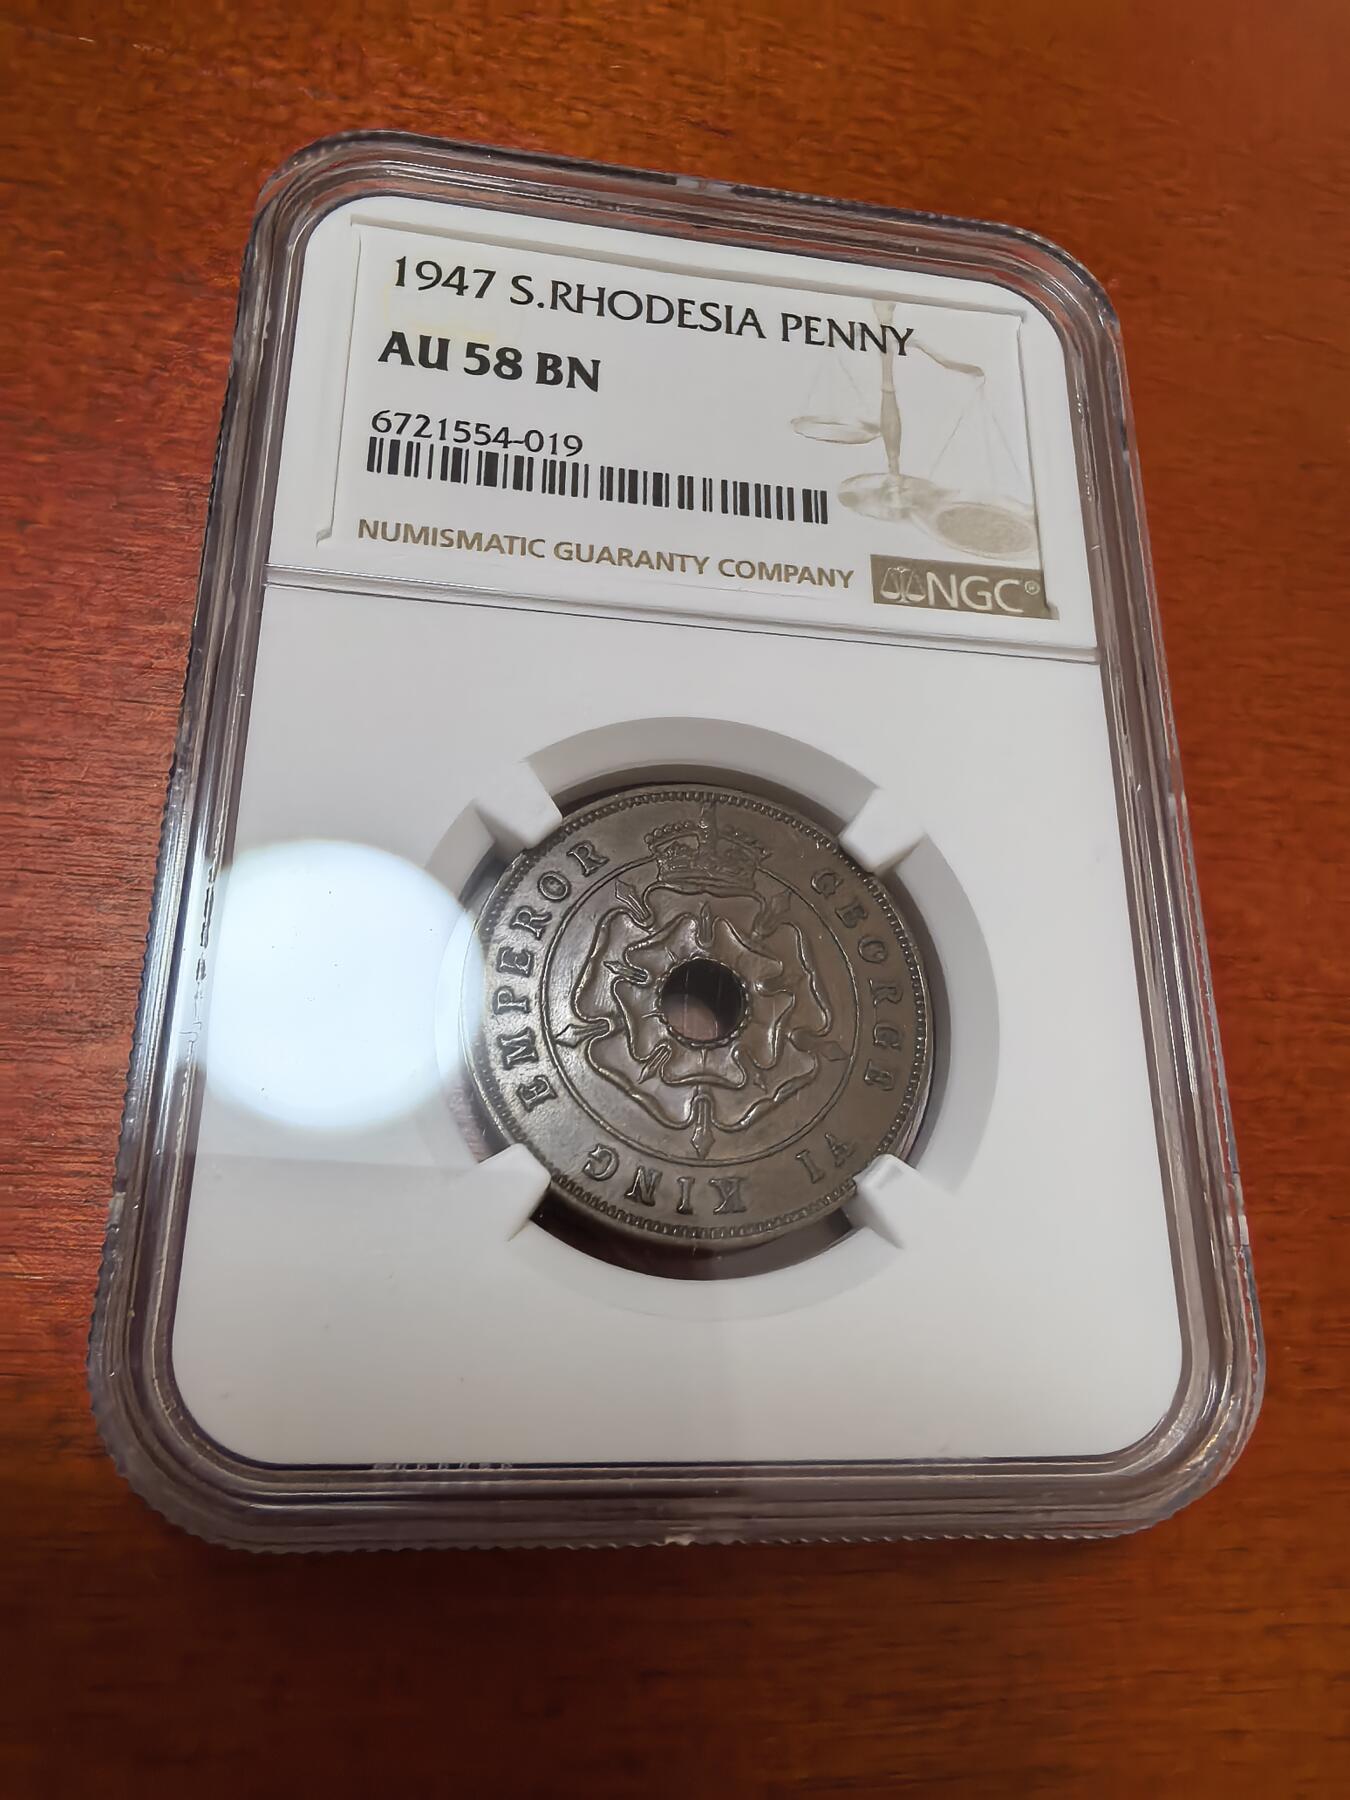 1947 S.RHODESIA PENNY
AU 58 BN
6721554-019
NUMISMATIC GUARANTY COMPANY
NGC®
GEORGE VI KING EMPEROR